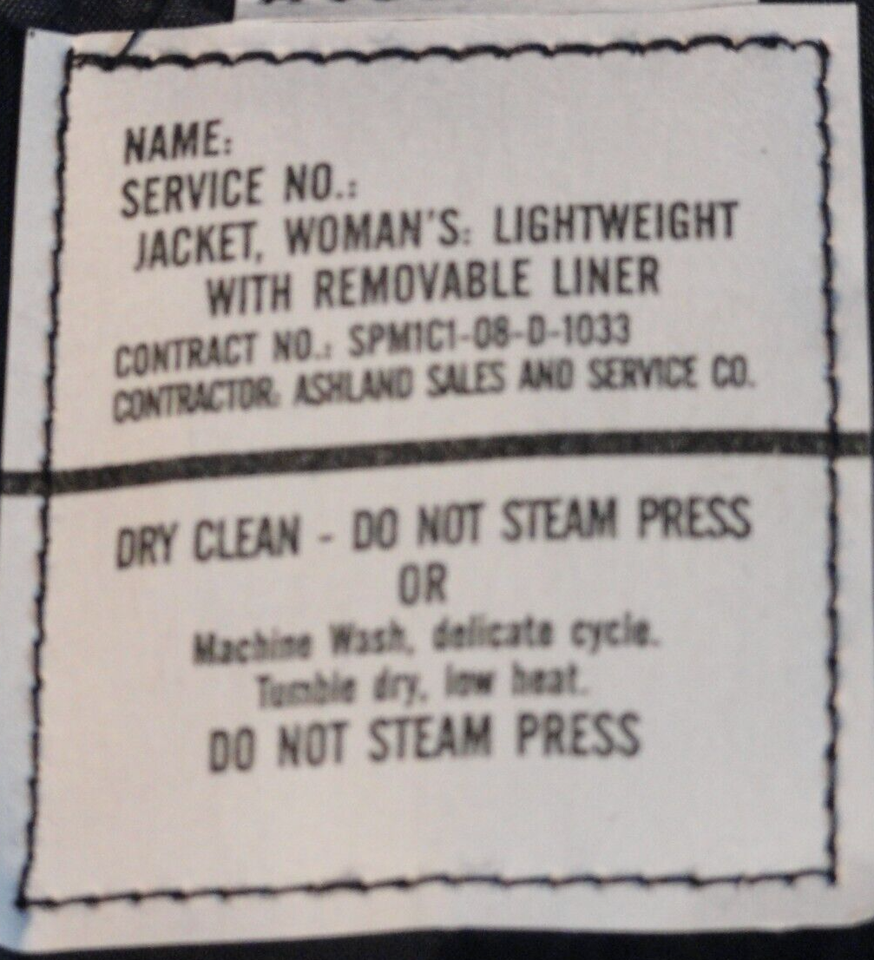 NAME:
SERVICE NO.:
JACKET, WOMAN'S: LIGHTWEIGHT
WITH REMOVABLE LINER
CONTRACT NO.: SPM1C1-08-D-1033
CONTRACTOR: ASHLAND SALES AND SERVICE CO.
DRY CLEAN - DO NOT STEAM PRESS
OR
Machine Wash, delicate cycle.
Tumble dry, low heat.
DO NOT STEAM PRESS